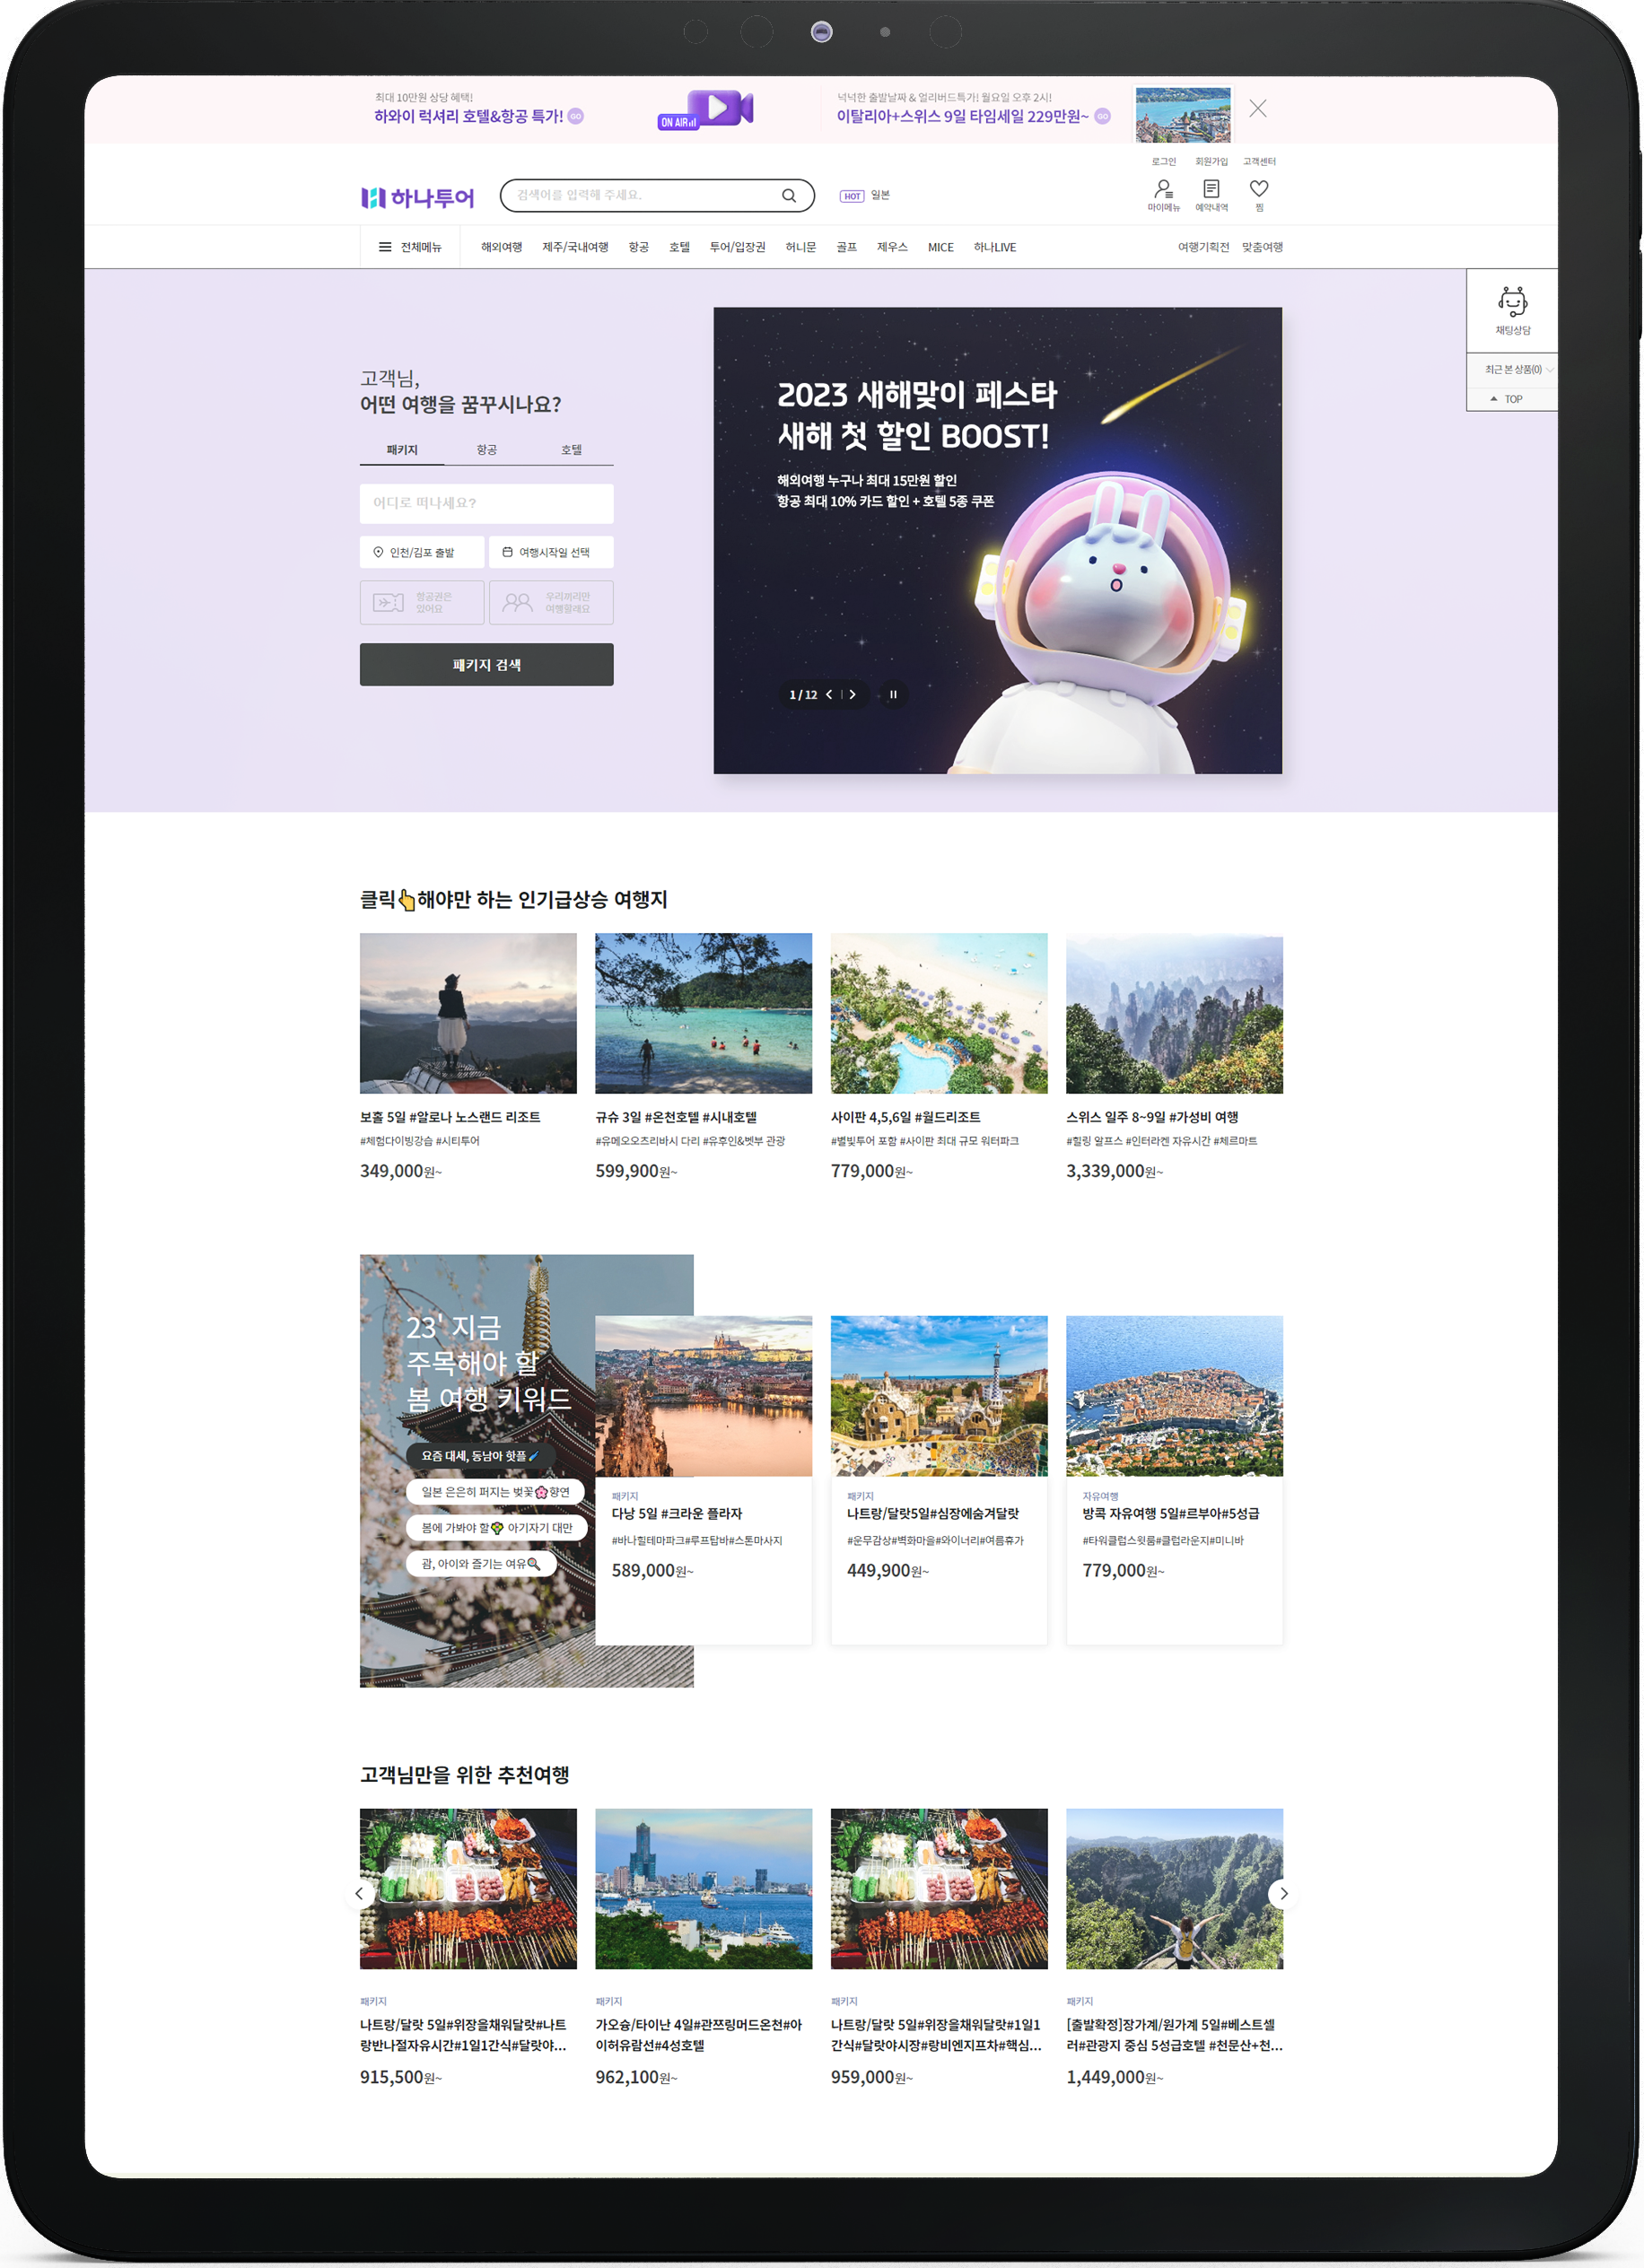 최대 10만원 상당 혜택!
하와이 럭셔리 호텔&항공 특가! GO
ON AIR
넉넉한 출발날짜 & 얼리버드특가! 월요일 오후 2시!
이탈리아+스위스 9일 타임세일 229만원~ GO
로그인 회원가입 고객센터
하나투어
검색어를 입력해 주세요.
HOT 일본
마이메뉴 예약내역 찜
전체메뉴 해외여행 제주/국내여행 항공 호텔 투어/입장권 허니문 골프 제우스 MICE 하나LIVE 여행기획전 맞춤여행
채팅상담
최근 본 상품(0)
TOP
고객님,
어떤 여행을 꿈꾸시나요?
패키지 항공 호텔
어디로 떠나세요?
인천/김포 출발 여행시작일 선택
항공권은
있어요
우리끼리만
여행할래요
패키지 검색
2023 새해맞이 페스타
새해 첫 할인 BOOST!
해외여행 누구나 최대 15만원 할인
항공 최대 10% 카드 할인 + 호텔 5종 쿠폰
1 / 12
클릭👆해야만 하는 인기급상승 여행지
보홀 5일 #알로나 노스랜드 리조트
#체험다이빙강습 #시티투어
349,000원~
규슈 3일 #온천호텔 #시내호텔
#유메오오츠리바시 다리 #유후인&벳부 관광
599,900원~
사이판 4,5,6일 #월드리조트
#별빛투어 포함 #사이판 최대 규모 워터파크
779,000원~
스위스 일주 8~9일 #가성비 여행
#힐링 알프스 #인터라켄 자유시간 #체르마트
3,339,000원~
23' 지금
주목해야 할
봄 여행 키워드
요즘 대세, 동남아 핫플
일본 은은히 퍼지는 벚꽃🌸향연
봄에 가봐야 할💐 아기자기 대만
괌, 아이와 즐기는 여유🔍
패키지
다낭 5일 #크라운 플라자
#바나힐테마파크#루프탑바#스톤마사지
589,000원~
패키지
나트랑/달랏5일#심장에숨겨달랏
#운무감상#벽화마을#와이너리#여름휴가
449,900원~
자유여행
방콕 자유여행 5일#르부아#5성급
#타워클럽스윗룸#클럽라운지#미니바
779,000원~
고객님만을 위한 추천여행
패키지
나트랑/달랏 5일#위장을채워달랏#나트
랑반나절자유시간#1일1간식#달랏야...
915,500원~
패키지
가오슝/타이난 4일#관쯔링머드온천#아
이허유람선#4성호텔
962,100원~
패키지
나트랑/달랏 5일#위장을채워달랏#1일1
간식#달랏야시장#랑비엔지프차#핵심...
959,000원~
패키지
[출발확정]장가계/원가계 5일#베스트셀
러#관광지 중심 5성급호텔 #천문산+천...
1,449,000원~